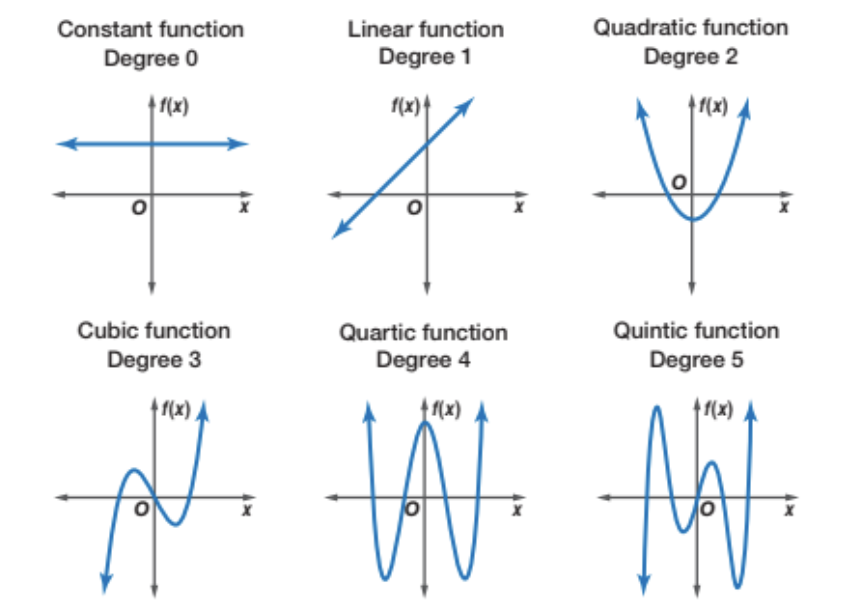 Constant function
Degree 0
Linear function
Degree 1
Quadratic function
Degree 2
f(x)
f(x)
f(x)
O
x
O
x
O
x
Cubic function
Degree 3
Quartic function
Degree 4
Quintic function
Degree 5
f(x)
f(x)
f(x)
O
x
O
x
O
x